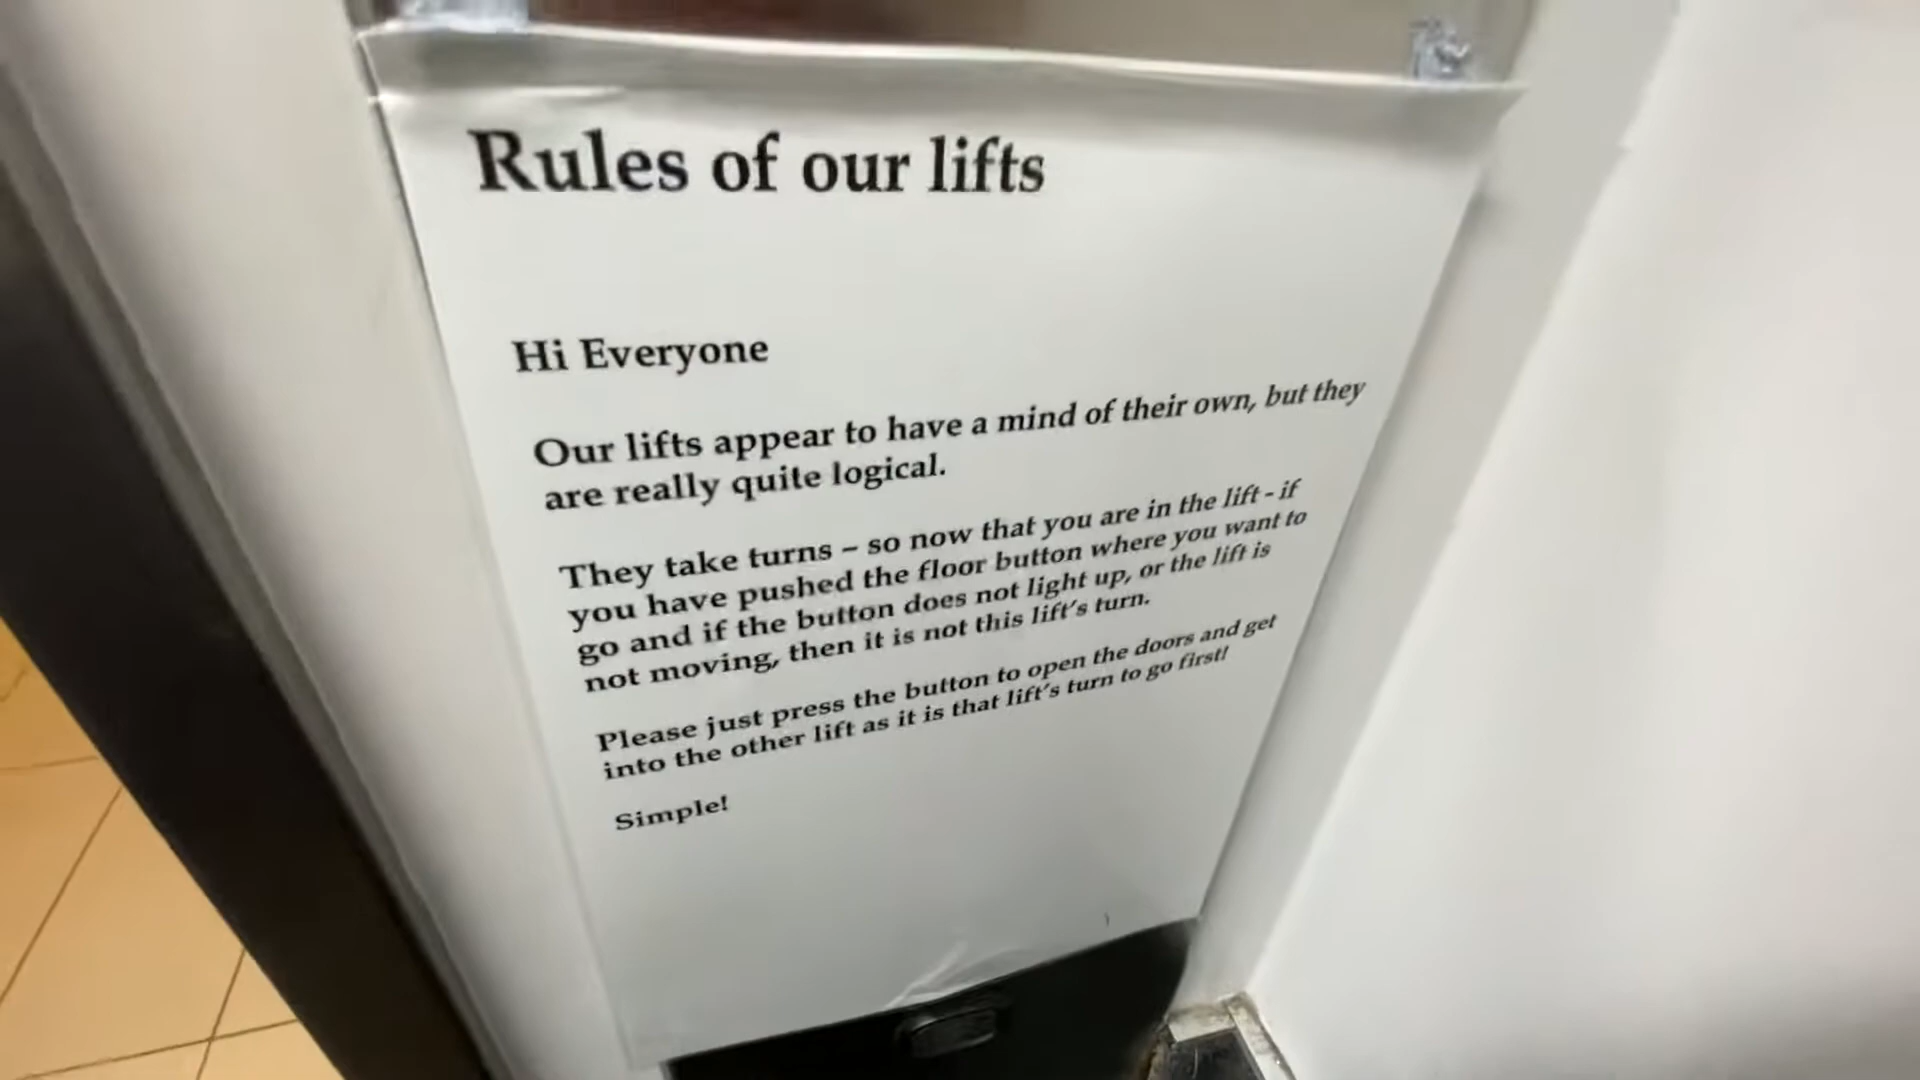 Rules of our lifts
Hi Everyone
Our lifts appear to have a mind of their own, but they
are really quite logical.
They take turns – so now that you are in the lift - if
you have pushed the floor button where you want to
go and if the button does not light up, or the lift is
not moving, then it is not this lift's turn.
Please just press the button to open the doors and get
into the other lift as it is that lift's turn to go first!
Simple!